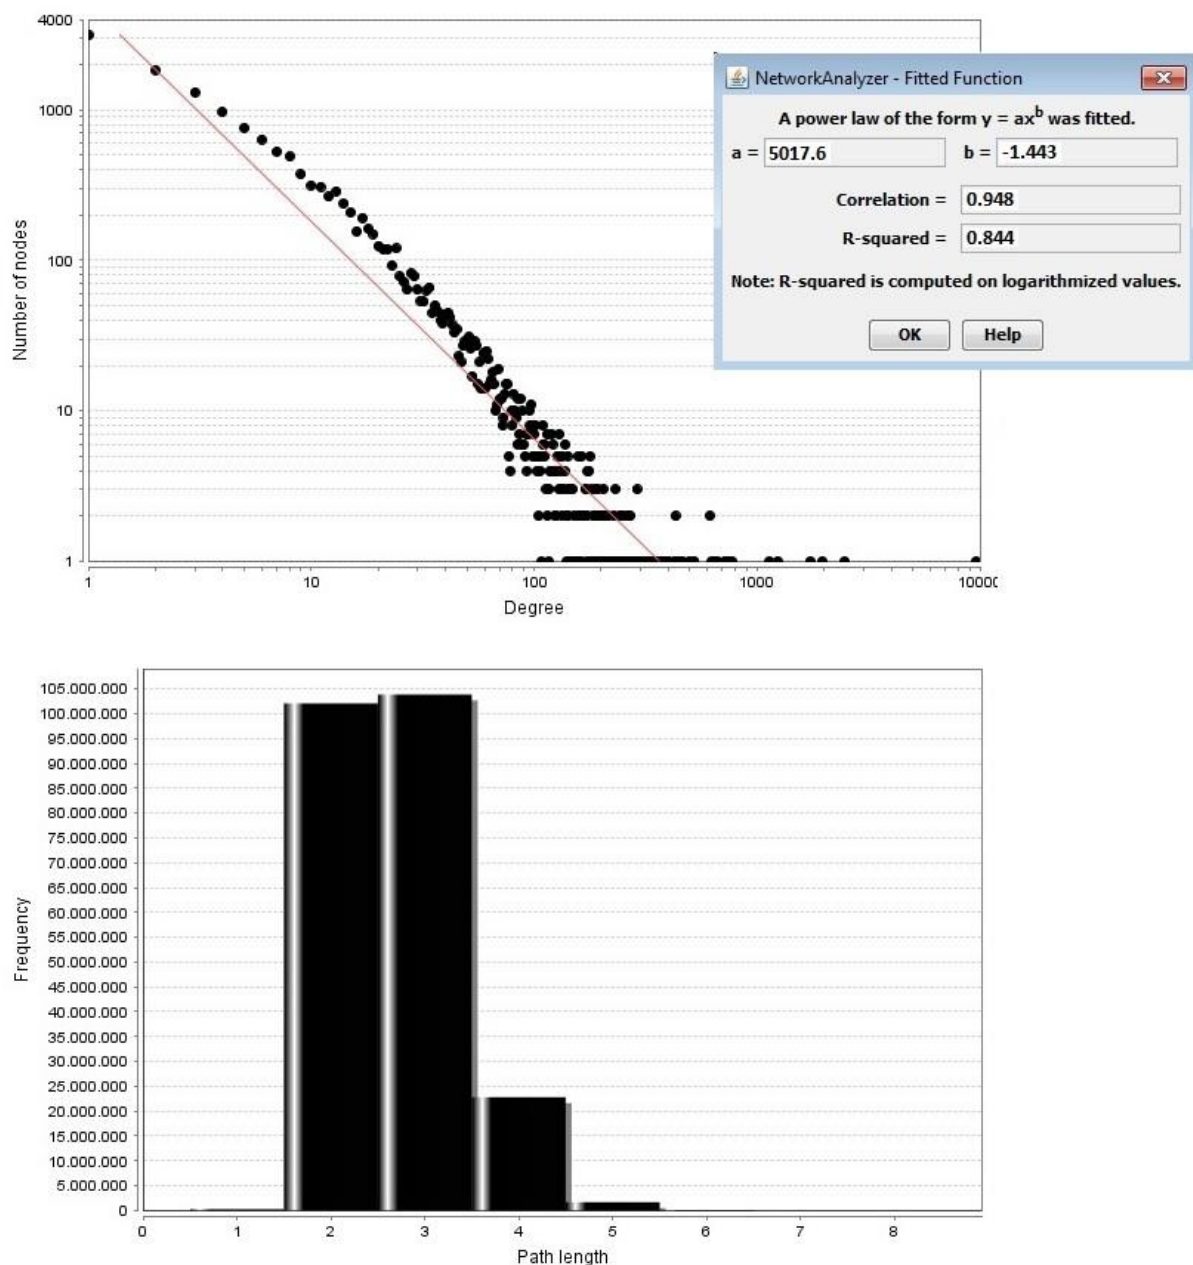 4000
1000
100
10
1
Number of nodes
1 10 100 1000 10000
Degree
NetworkAnalyzer - Fitted Function
A power law of the form y = ax^b was fitted.
a = 5017.6 b = -1.443
Correlation = 0.948
R-squared = 0.844
Note: R-squared is computed on logarithmized values.
OK Help
105.000.000
100.000.000
95.000.000
90.000.000
85.000.000
80.000.000
75.000.000
70.000.000
65.000.000
60.000.000
55.000.000
50.000.000
45.000.000
40.000.000
35.000.000
30.000.000
25.000.000
20.000.000
15.000.000
10.000.000
5.000.000
0
Frequency
0 1 2 3 4 5 6 7 8
Path length